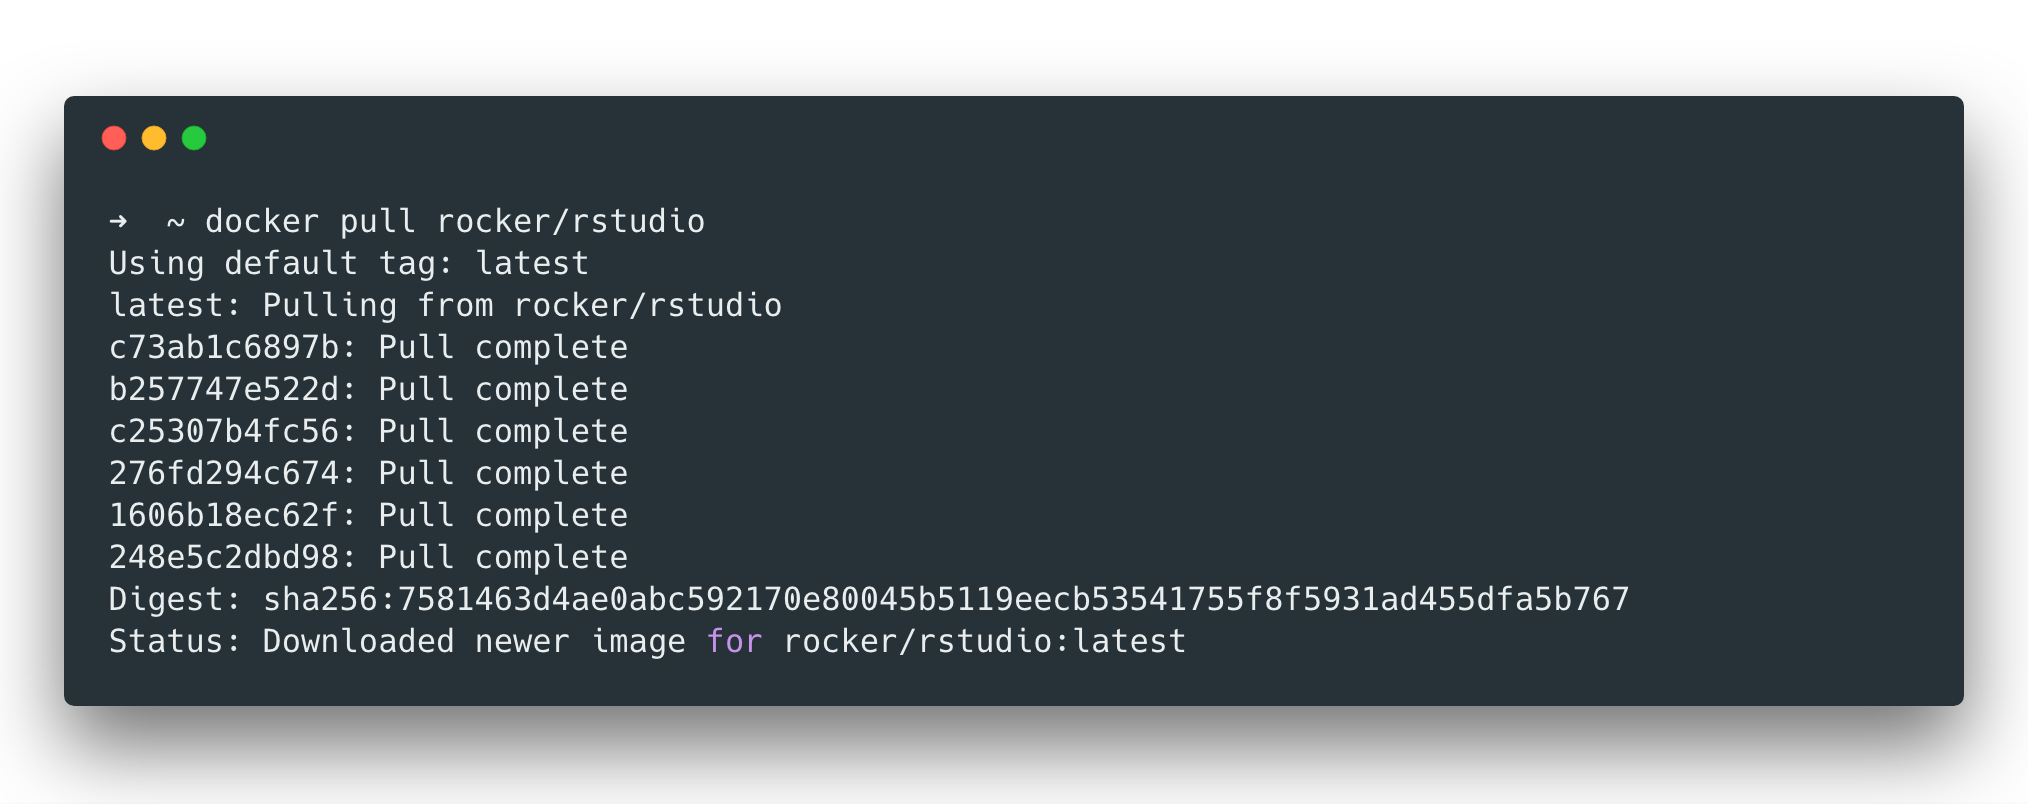 ➜  ~ docker pull rocker/rstudio
Using default tag: latest
latest: Pulling from rocker/rstudio
c73ab1c6897b: Pull complete
b257747e522d: Pull complete
c25307b4fc56: Pull complete
276fd294c674: Pull complete
1606b18ec62f: Pull complete
248e5c2dbd98: Pull complete
Digest: sha256:7581463d4ae0abc592170e80045b5119eecb53541755f8f5931ad455dfa5b767
Status: Downloaded newer image for rocker/rstudio:latest